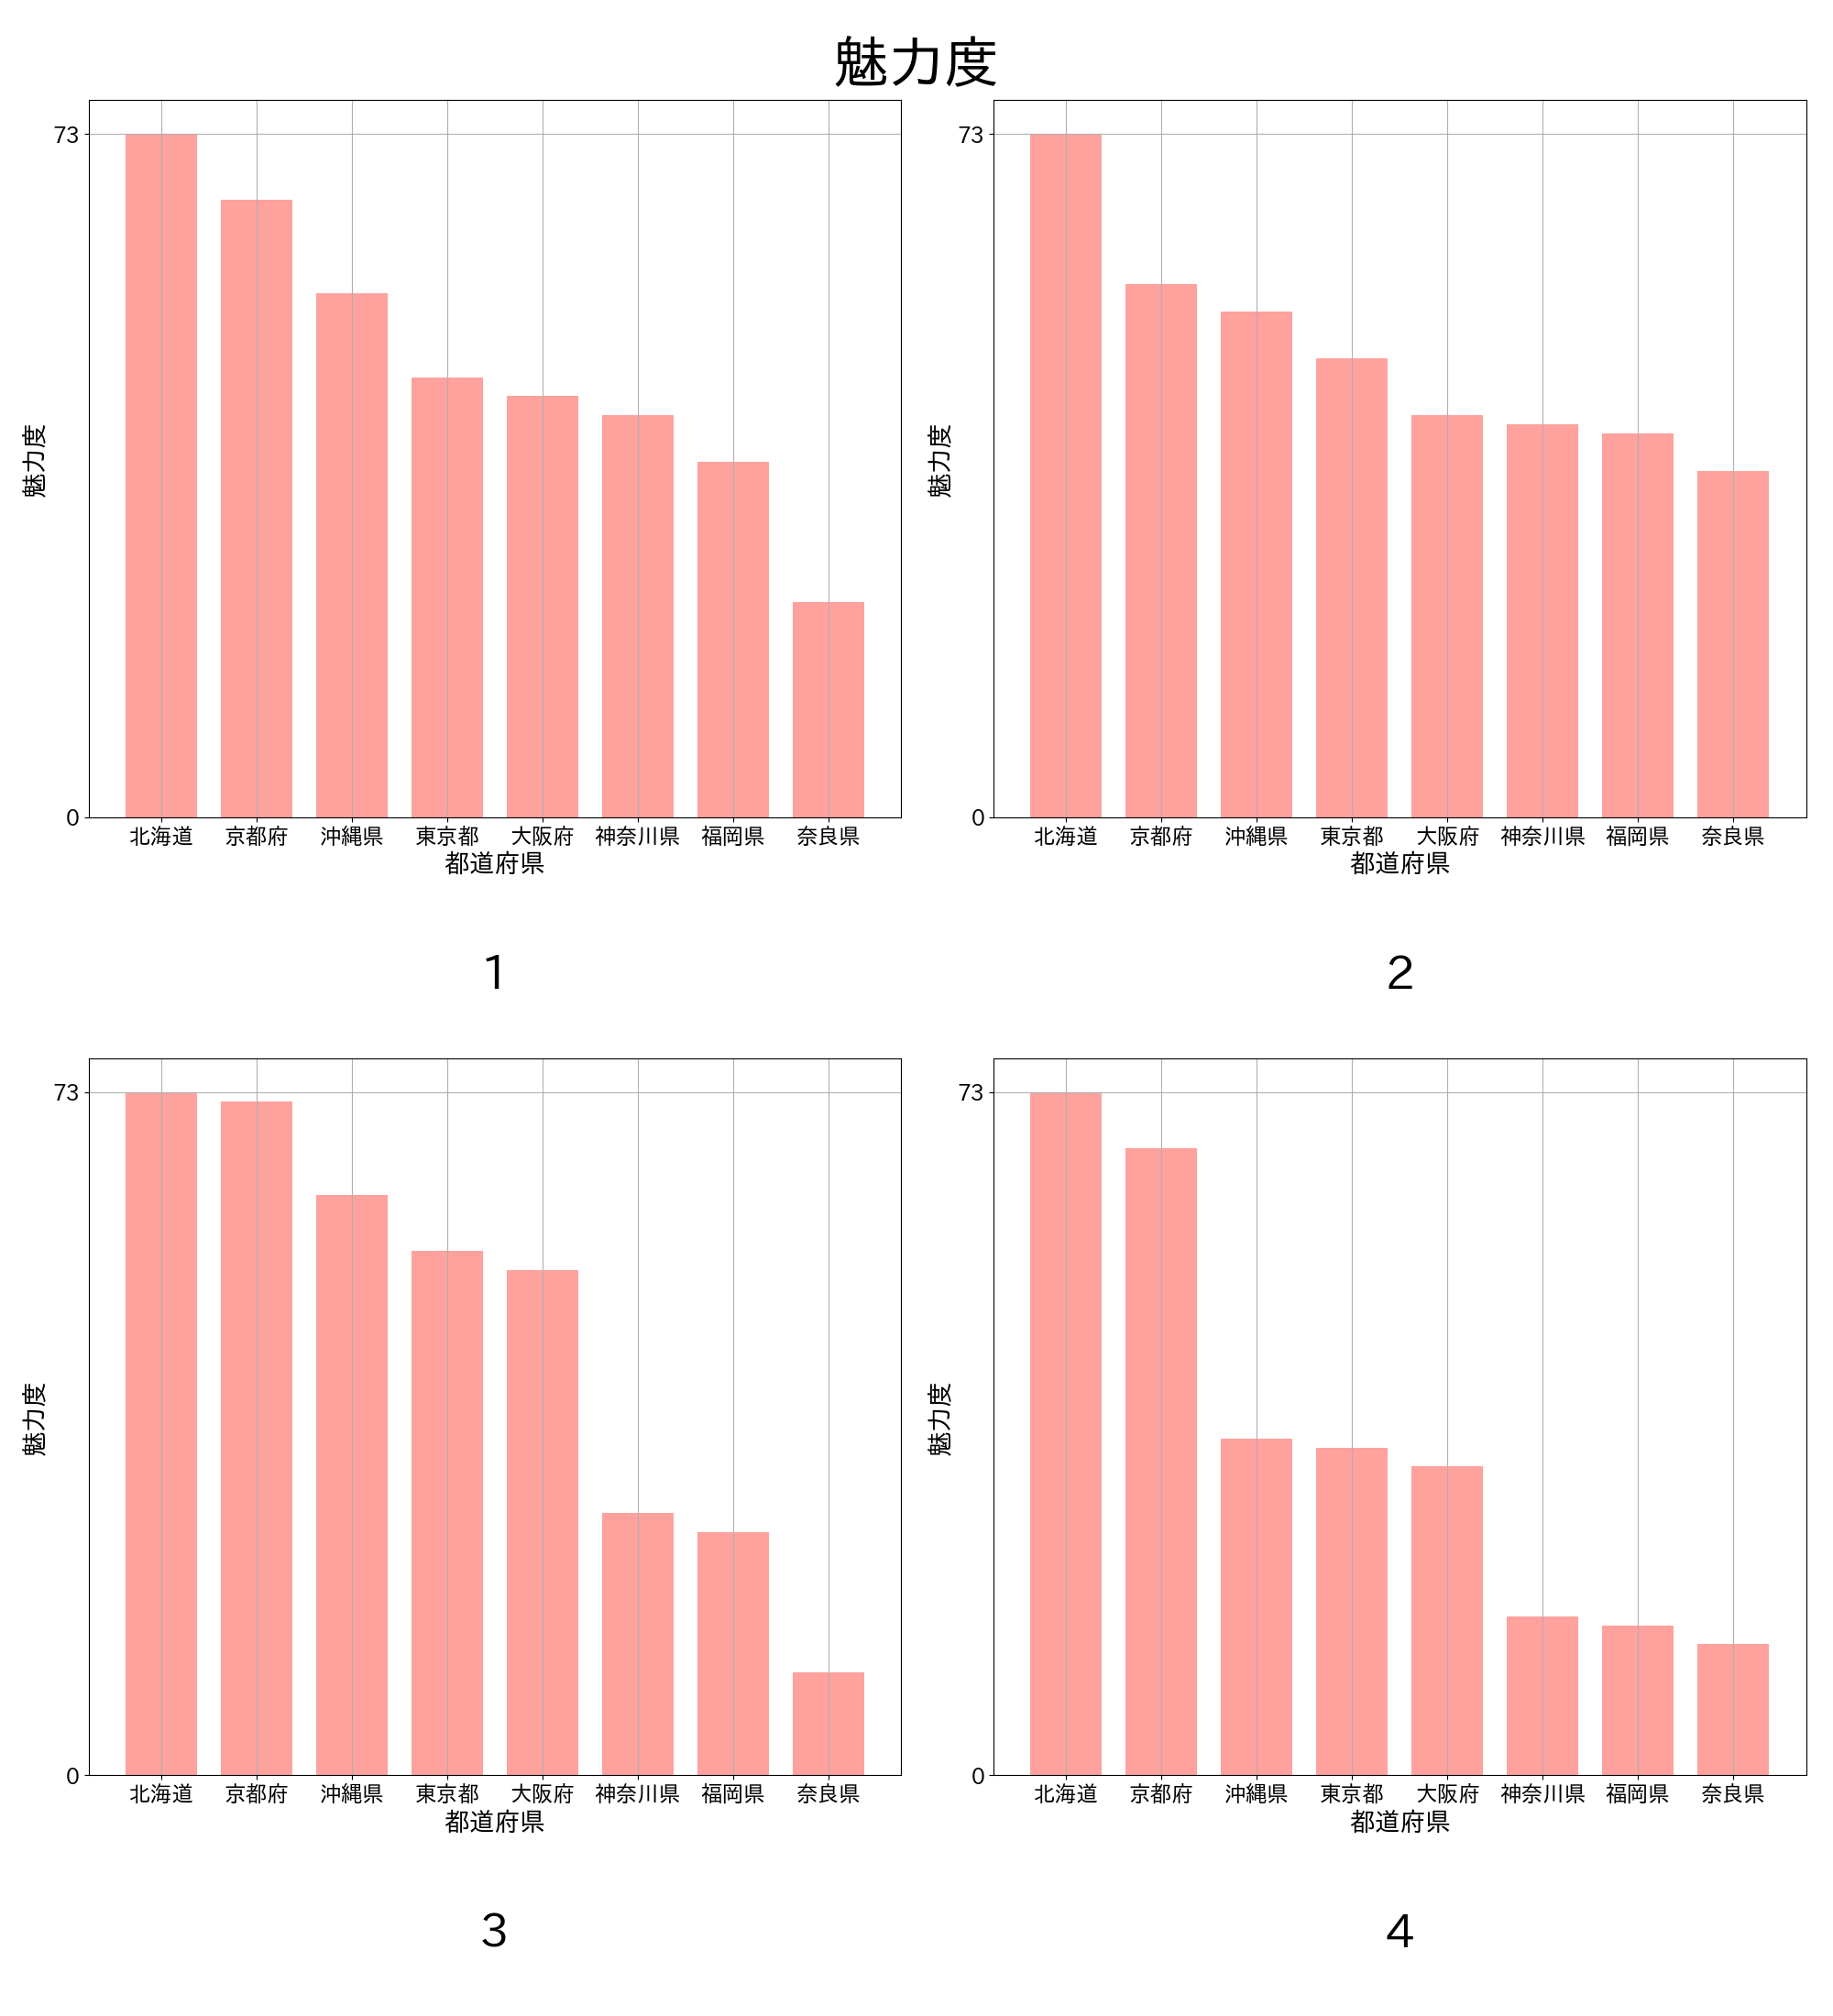 魅力度
73
0
魅力度
北海道 京都府 沖縄県 東京都 大阪府 神奈川県 福岡県 奈良県
都道府県
1
73
0
魅力度
北海道 京都府 沖縄県 東京都 大阪府 神奈川県 福岡県 奈良県
都道府県
2
73
0
魅力度
北海道 京都府 沖縄県 東京都 大阪府 神奈川県 福岡県 奈良県
都道府県
3
73
0
魅力度
北海道 京都府 沖縄県 東京都 大阪府 神奈川県 福岡県 奈良県
都道府県
4